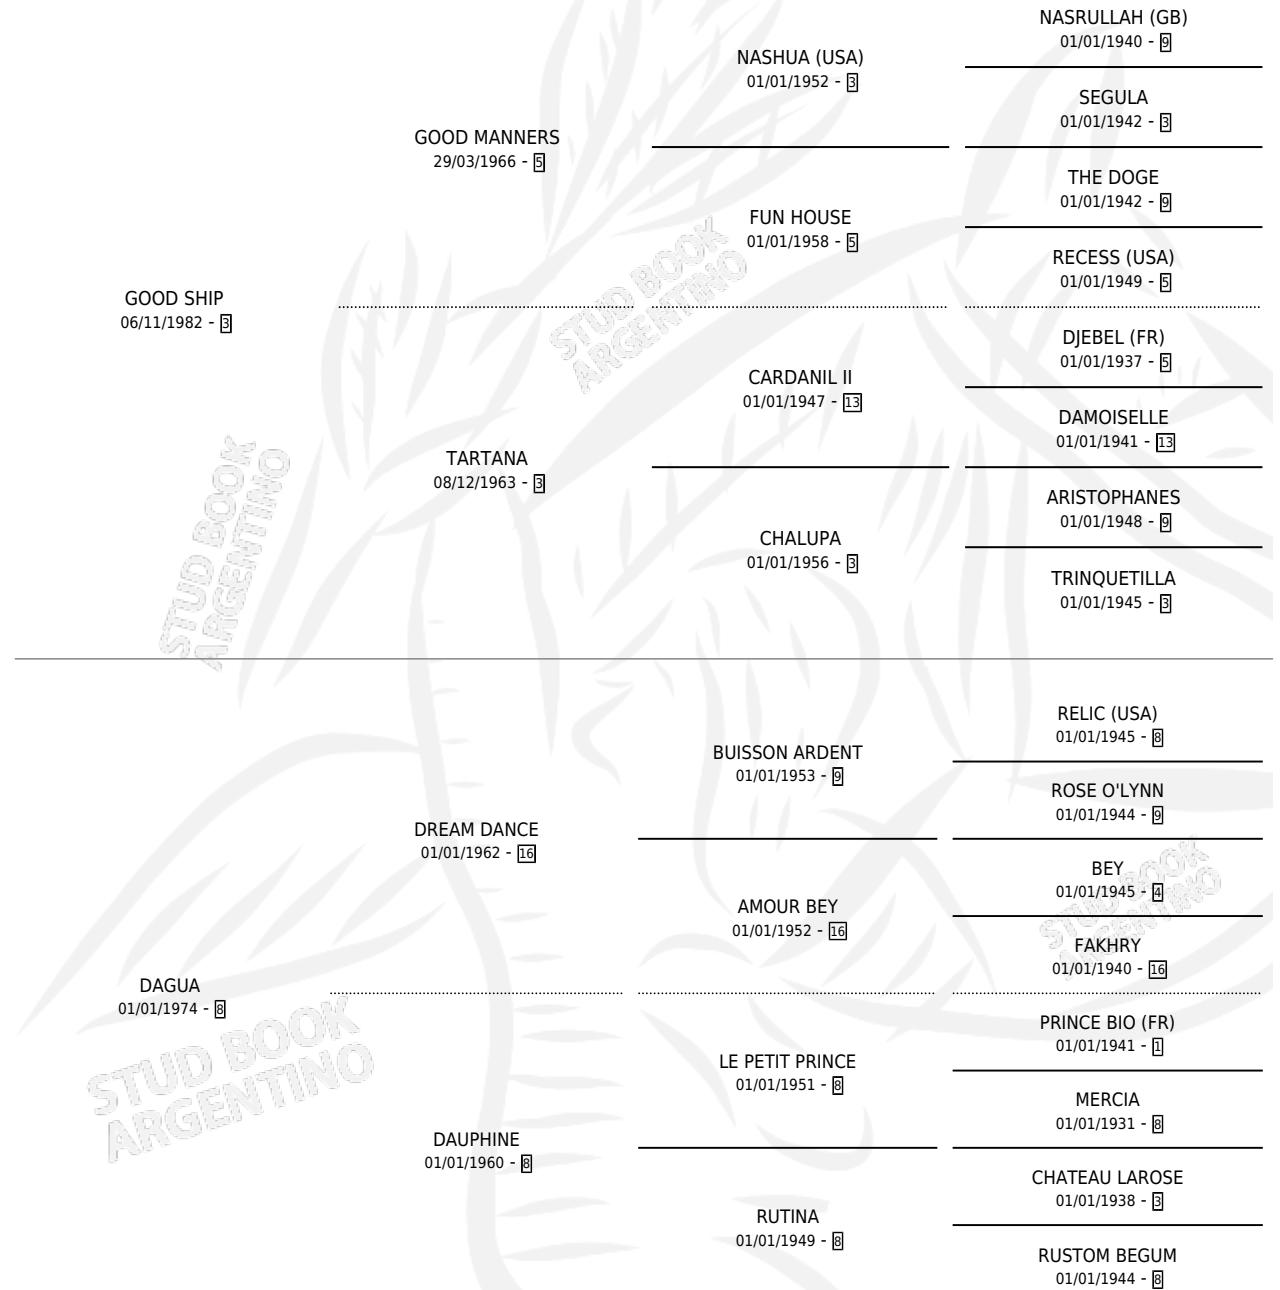 NASRULLAH (GB)
01/01/1940 - 9
NASHUA (USA)
01/01/1952 - 3
SEGULA
01/01/1942 - 3
GOOD MANNERS
29/03/1966 - 5
THE DOGE
01/01/1942 - 9
FUN HOUSE
01/01/1958 - 5
RECESS (USA)
01/01/1949 - 5
GOOD SHIP
06/11/1982 - 3
DJEBEL (FR)
01/01/1937 - 5
CARDANIL II
01/01/1947 - 13
DAMOISELLE
01/01/1941 - 13
TARTANA
08/12/1963 - 3
ARISTOPHANES
01/01/1948 - 9
CHALUPA
01/01/1956 - 3
TRINQUETILLA
01/01/1945 - 3
RELIC (USA)
01/01/1945 - 8
BUISSON ARDENT
01/01/1953 - 9
ROSE O'LYNN
01/01/1944 - 9
DREAM DANCE
01/01/1962 - 16
BEY
01/01/1945 - 4
AMOUR BEY
01/01/1952 - 16
FAKHRY
01/01/1940 - 16
DAGUA
01/01/1974 - 8
PRINCE BIO (FR)
01/01/1941 - 1
LE PETIT PRINCE
01/01/1951 - 8
MERCIA
01/01/1931 - 8
DAUPHINE
01/01/1960 - 8
CHATEAU LAROSE
01/01/1938 - 3
RUTINA
01/01/1949 - 8
RUSTOM BEGUM
01/01/1944 - 8
STUD BOOK
ARGENTINO
STUD BOOK
ARGENTINO
STUD BOOK
ARGENTINO
STUD BOOK
ARGENTINO